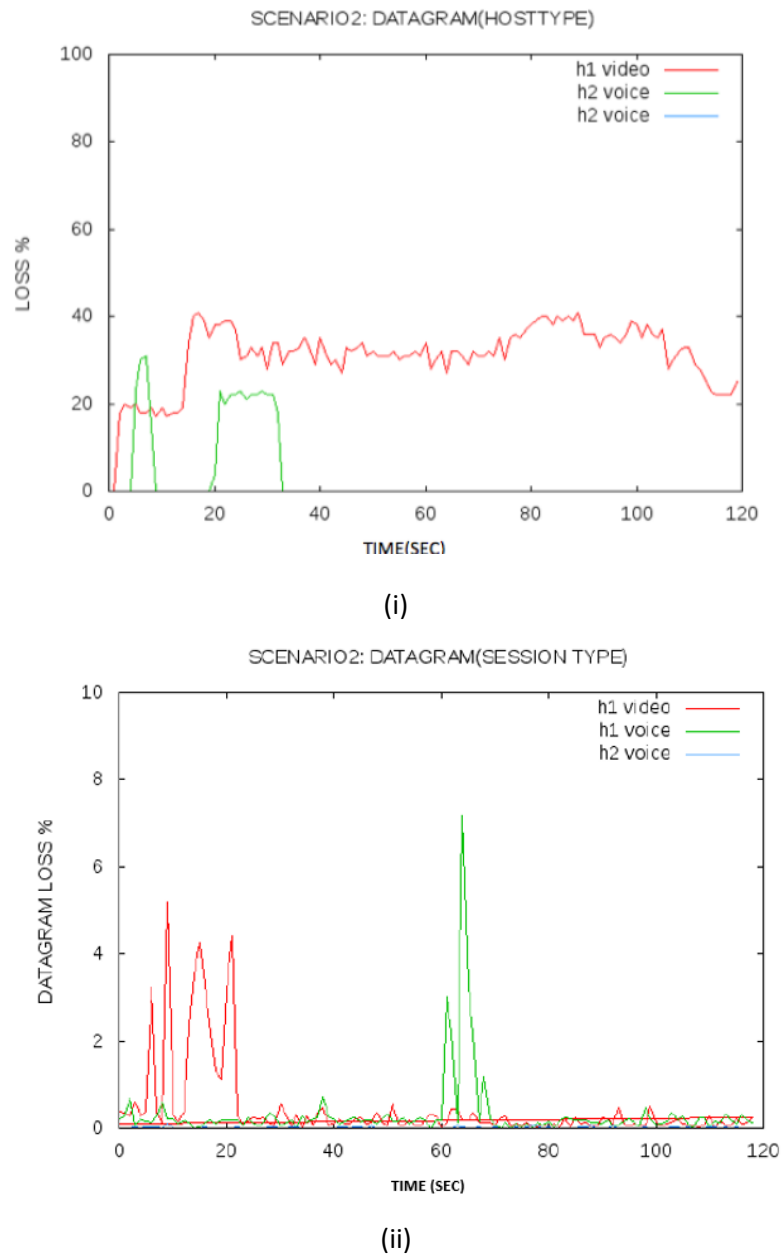 SCENARIO2: DATAGRAM(HOSTTYPE)
100
80
60
40
20
0
LOSS %
h1 video
h2 voice
h2 voice
0 20 40 60 80 100 120
TIME(SEC)
(i)
SCENARIO2: DATAGRAM(SESSION TYPE)
10
8
6
4
2
0
DATAGRAM LOSS %
h1 video
h1 voice
h2 voice
0 20 40 60 80 100 120
TIME (SEC)
(ii)